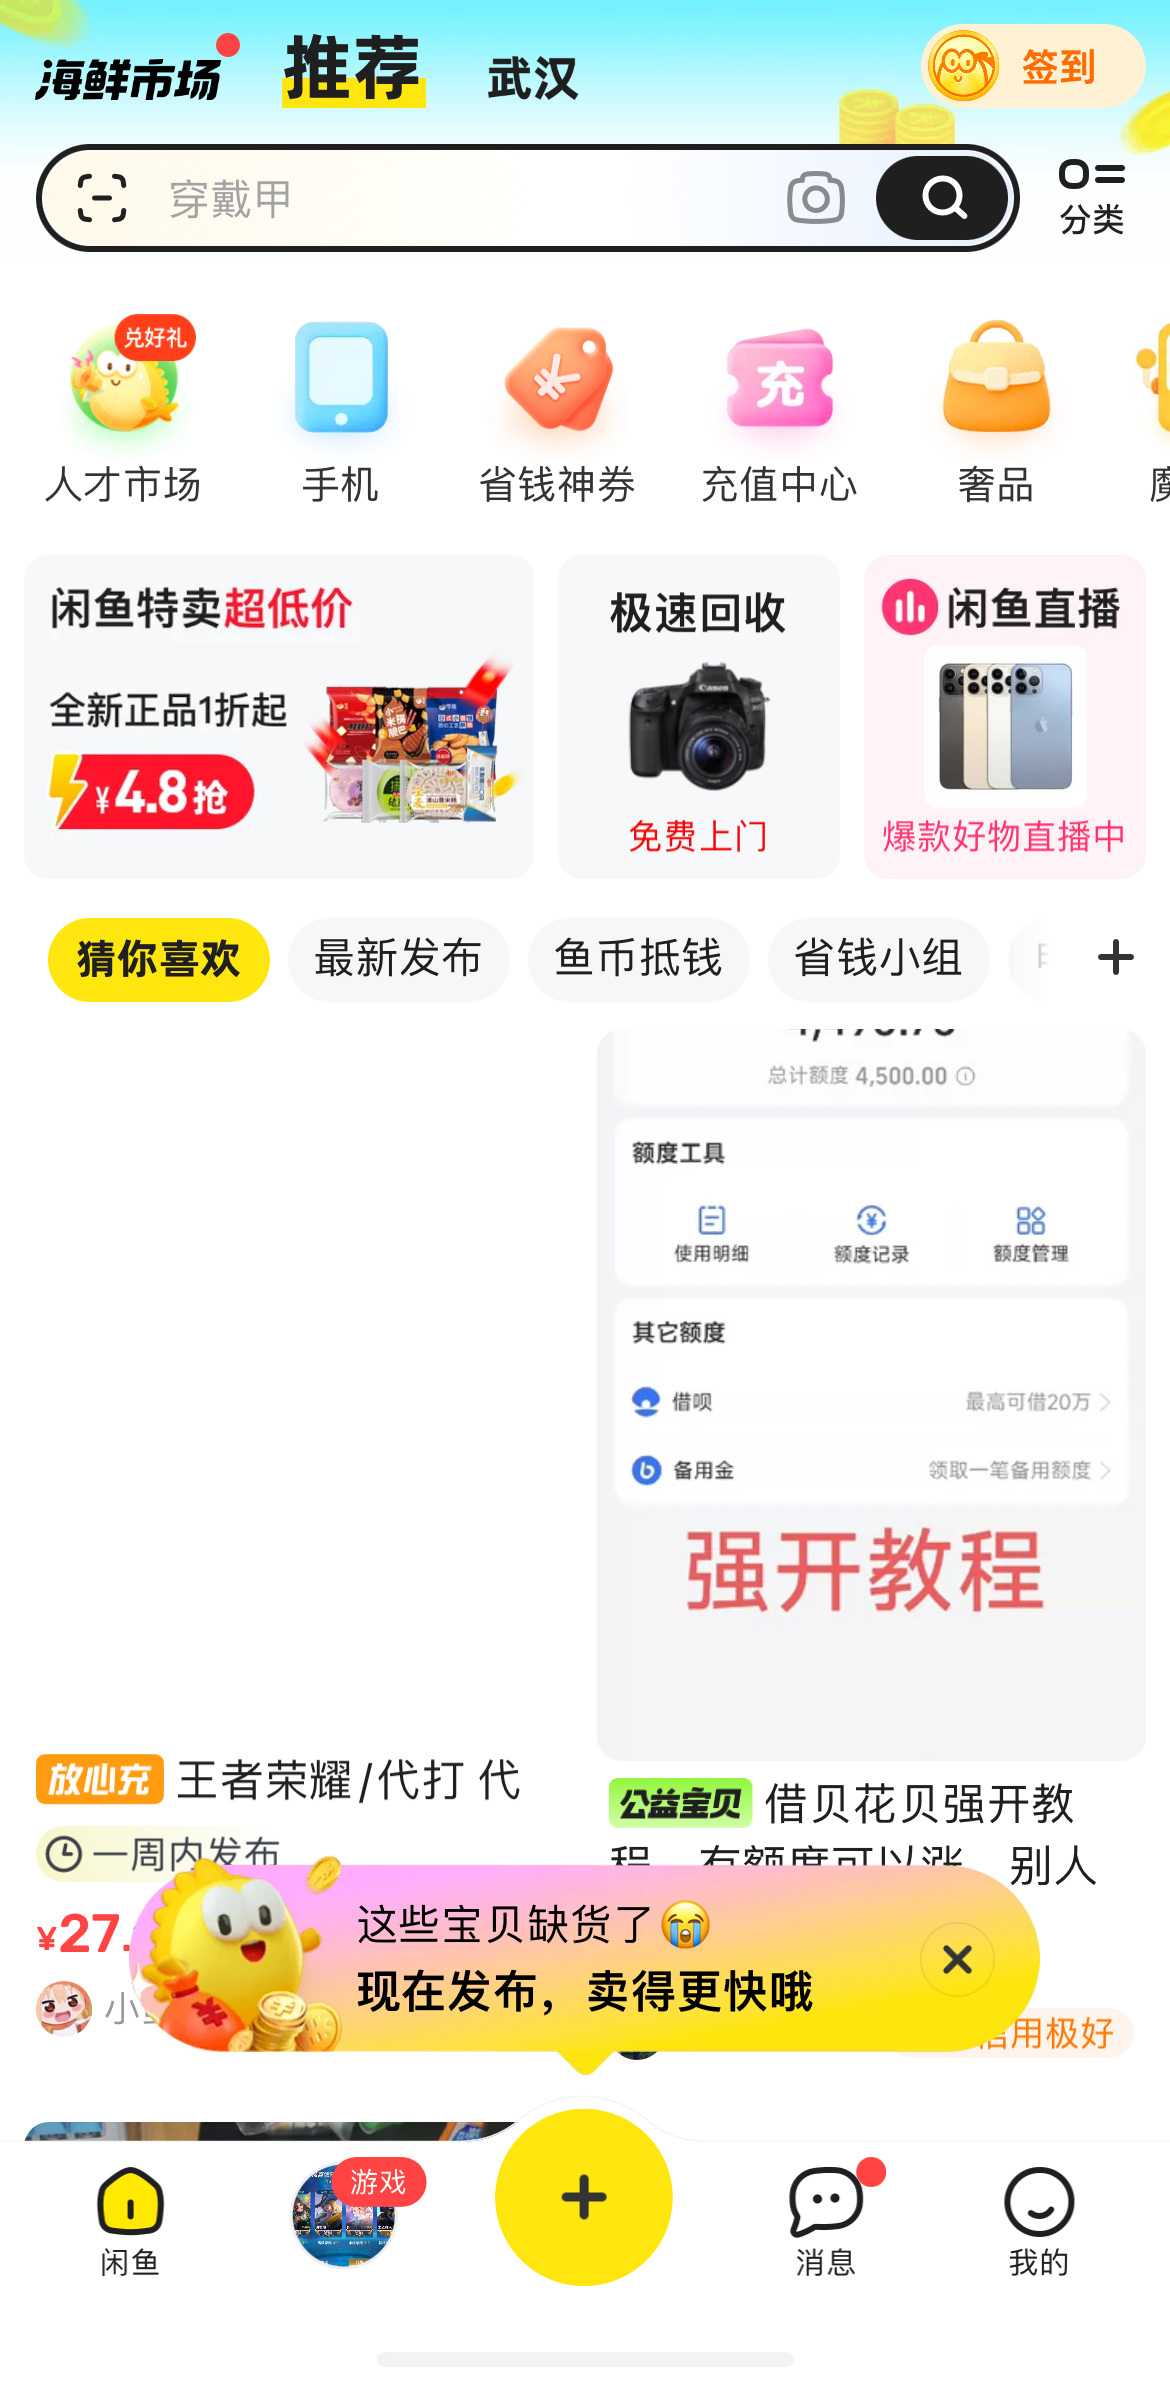 海鲜市场
推荐
武汉
签到
穿戴甲
分类
兑好礼
人才市场
手机
充
省钱神券
充值中心
奢品
闲鱼特卖超低价
全新正品1折起
¥4.8抢
极速回收
Canon
免费上门
闲鱼直播
爆款好物直播中
猜你喜欢
最新发布
鱼币抵钱
省钱小组
总计额度 4,500.00
额度工具
使用明细
额度记录
额度管理
其它额度
借呗
最高可借20万
备用金
领取一笔备用额度
强开教程
放心充 王者荣耀/代打 代
一周内发布
¥27.
小
公益宝贝 借贝花贝强开教
程 有额度可以涨 别人
信用极好
这些宝贝缺货了😭
现在发布，卖得更快哦
闲鱼
游戏
消息
我的